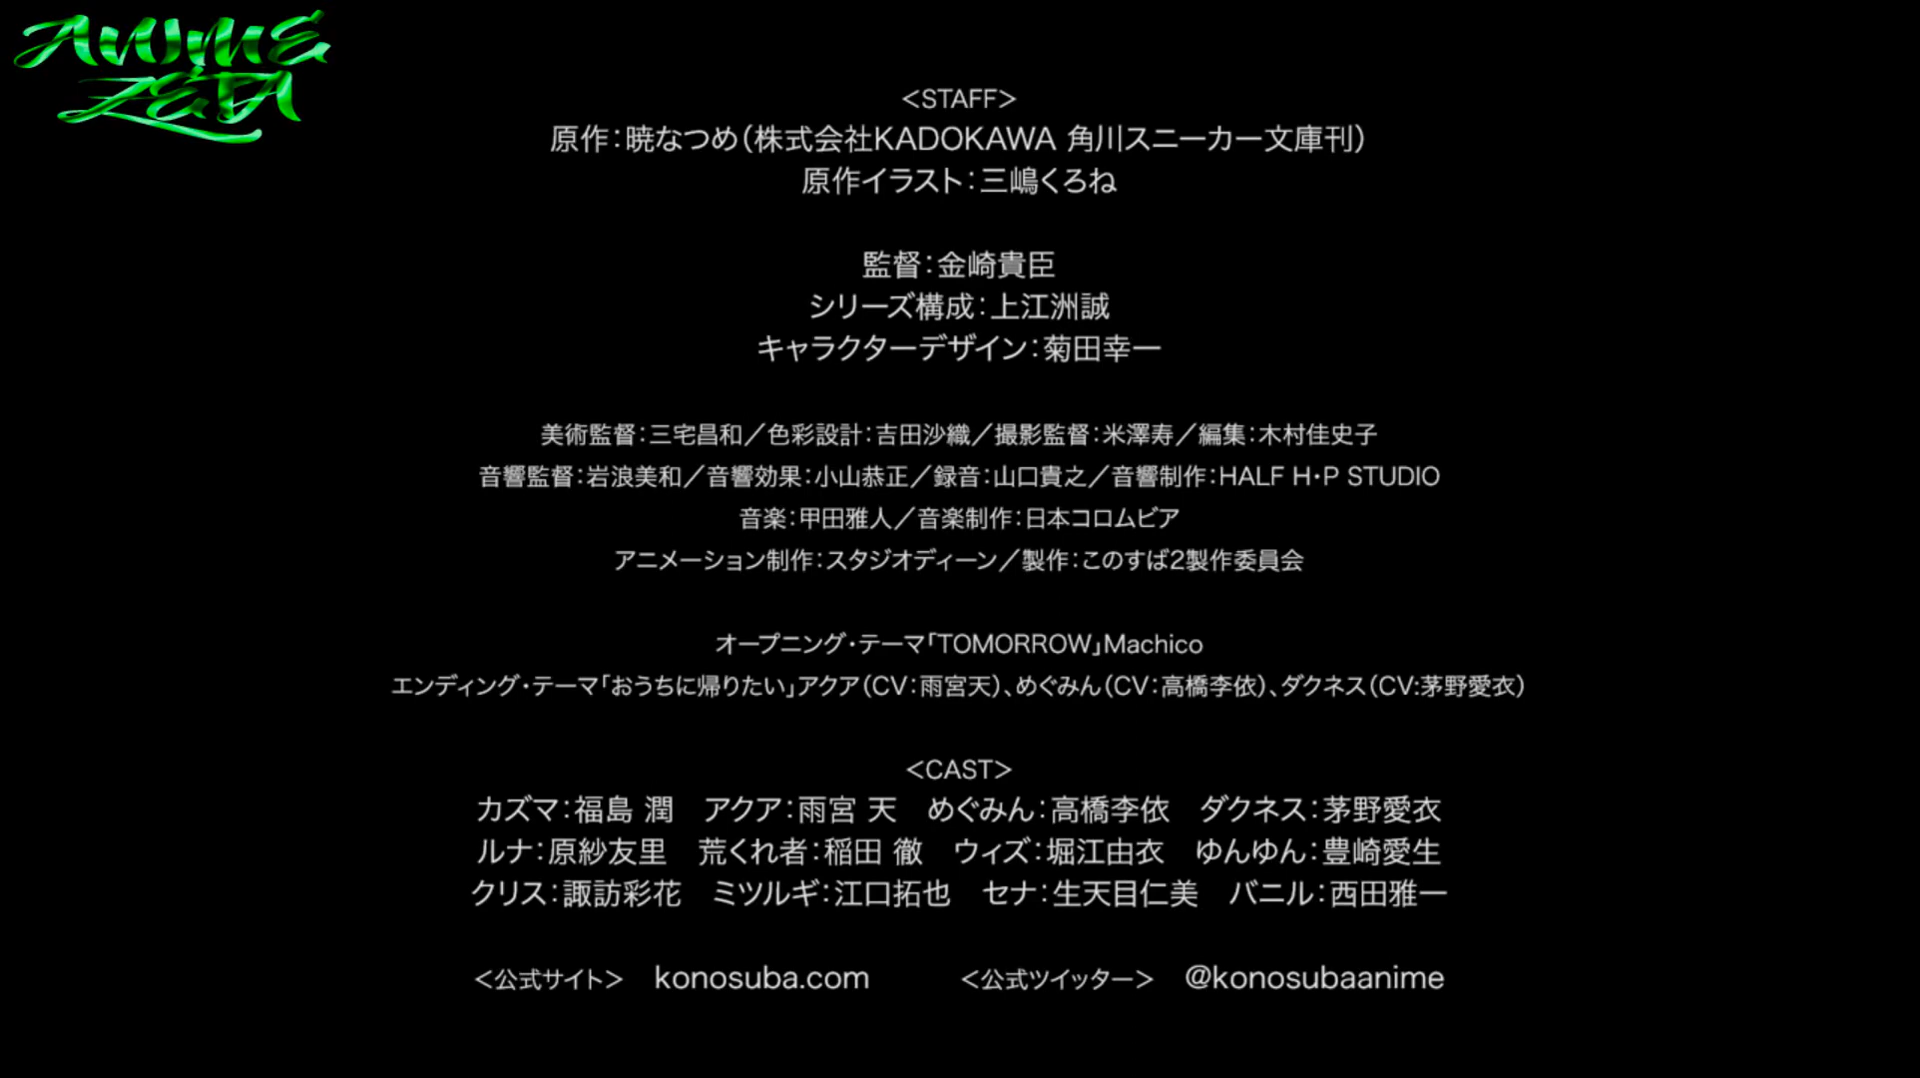 ANIME
ZETA
＜STAFF＞
原作：暁なつめ（株式会社KADOKAWA 角川スニーカー文庫刊）
原作イラスト：三嶋くろね
監督：金崎貴臣
シリーズ構成：上江洲誠
キャラクターデザイン：菊田幸一
美術監督：三宅昌和／色彩設計：吉田沙織／撮影監督：米澤寿／編集：木村佳史子
音響監督：岩浪美和／音響効果：小山恭正／録音：山口貴之／音響制作：HALF H・P STUDIO
音楽：甲田雅人／音楽制作：日本コロムビア
アニメーション制作：スタジオディーン／製作：このすば2製作委員会
オープニング・テーマ「TOMORROW」Machico
エンディング・テーマ「おうちに帰りたい」アクア（CV：雨宮天）、めぐみん（CV：高橋李依）、ダクネス（CV:茅野愛衣）
＜CAST＞
カズマ：福島 潤　アクア：雨宮 天　めぐみん：高橋李依　ダクネス：茅野愛衣
ルナ：原紗友里　荒くれ者：稲田 徹　ウィズ：堀江由衣　ゆんゆん：豊崎愛生
クリス：諏訪彩花　ミツルギ：江口拓也　セナ：生天目仁美　バニル：西田雅一
＜公式サイト＞　konosuba.com　＜公式ツイッター＞　@konosubaanime